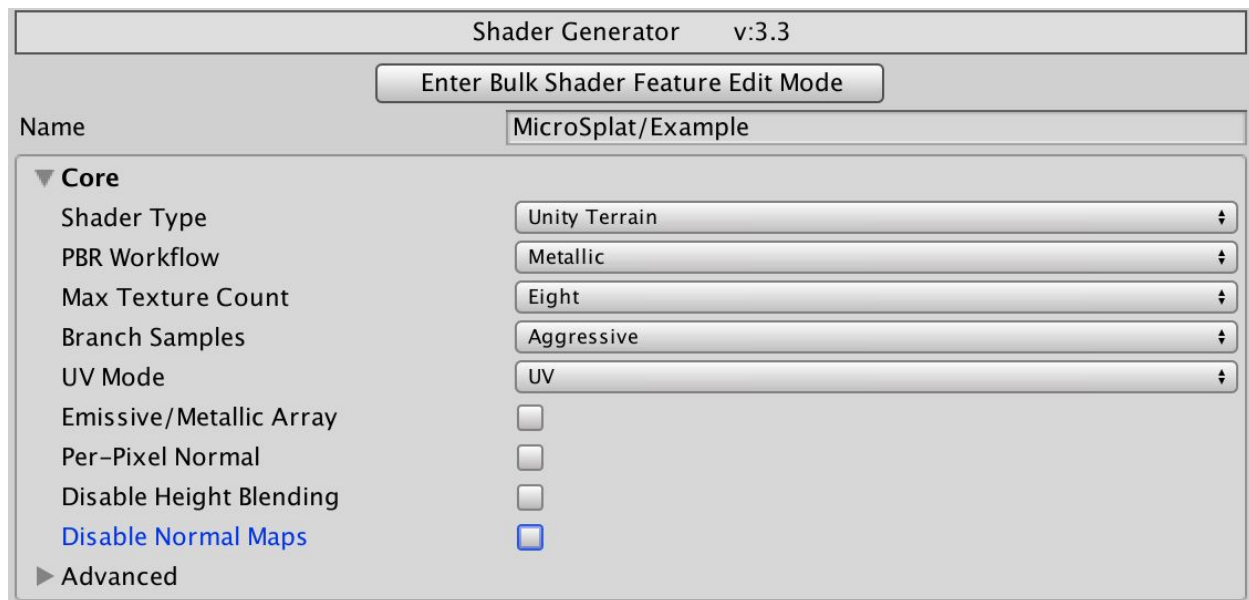 Shader Generator v:3.3
Enter Bulk Shader Feature Edit Mode
Name MicroSplat/Example
Core
Shader Type Unity Terrain
PBR Workflow Metallic
Max Texture Count Eight
Branch Samples Aggressive
UV Mode UV
Emissive/Metallic Array
Per-Pixel Normal
Disable Height Blending
Disable Normal Maps
Advanced